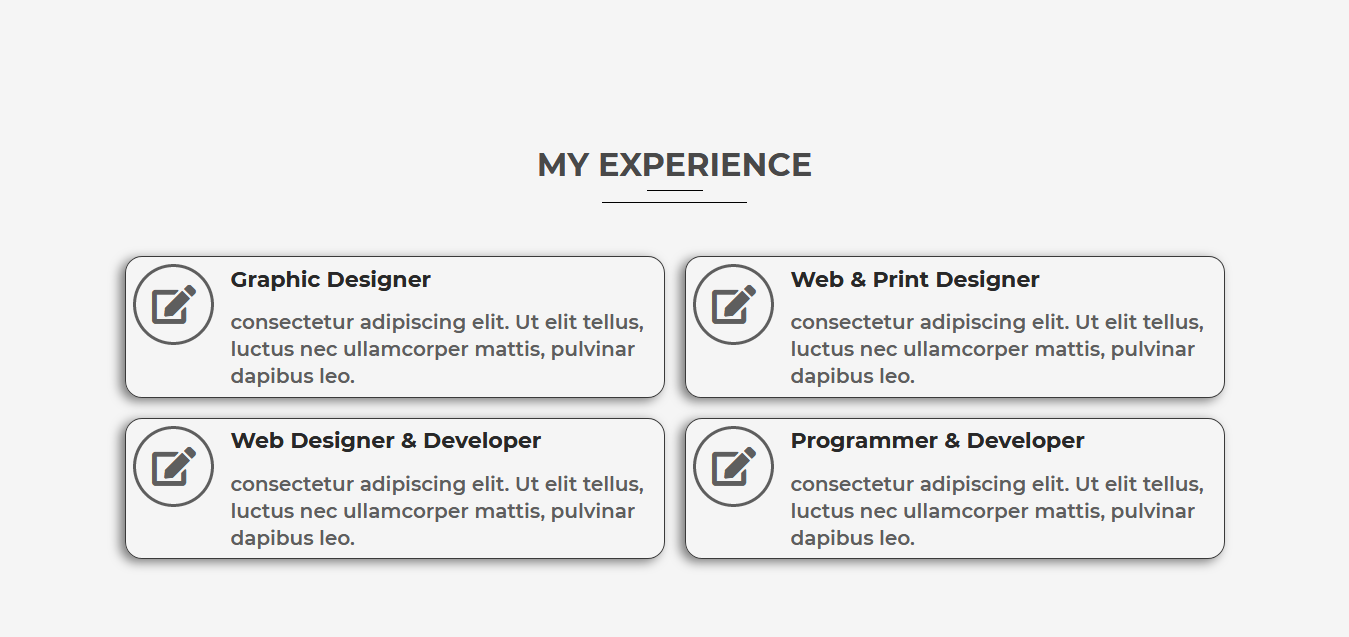 MY EXPERIENCE
Graphic Designer
consectetur adipiscing elit. Ut elit tellus,
luctus nec ullamcorper mattis, pulvinar
dapibus leo.
Web & Print Designer
consectetur adipiscing elit. Ut elit tellus,
luctus nec ullamcorper mattis, pulvinar
dapibus leo.
Web Designer & Developer
consectetur adipiscing elit. Ut elit tellus,
luctus nec ullamcorper mattis, pulvinar
dapibus leo.
Programmer & Developer
consectetur adipiscing elit. Ut elit tellus,
luctus nec ullamcorper mattis, pulvinar
dapibus leo.